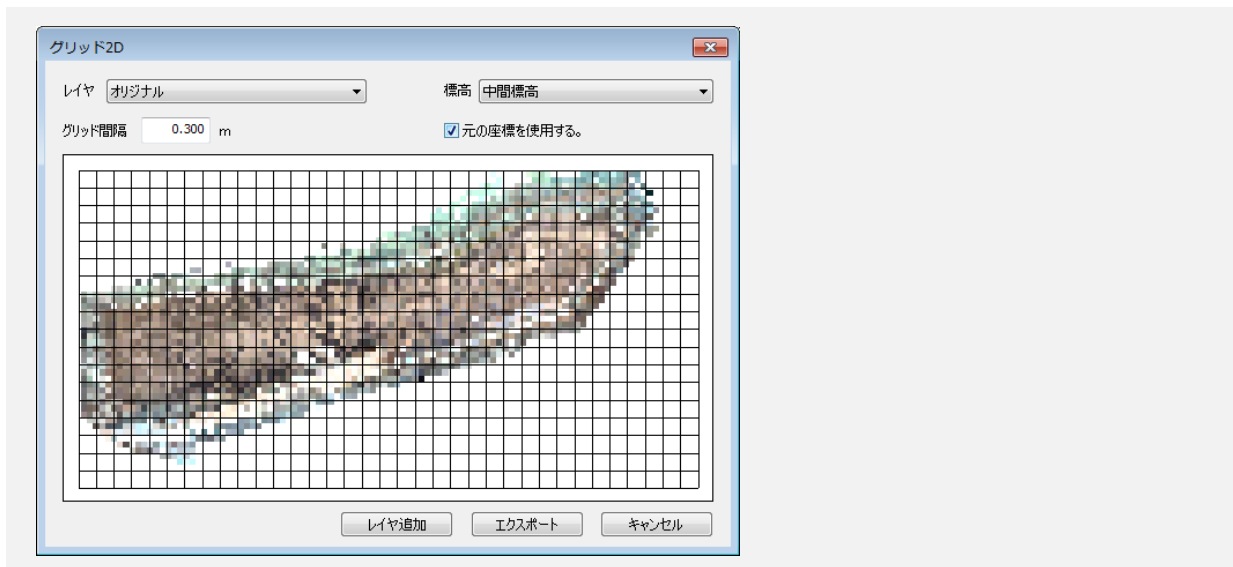 グリッド2D
レイヤ オリジナル 標高 中間標高
グリッド間隔 0.300 m 元の座標を使用する。
レイヤ追加 エクスポート キャンセル